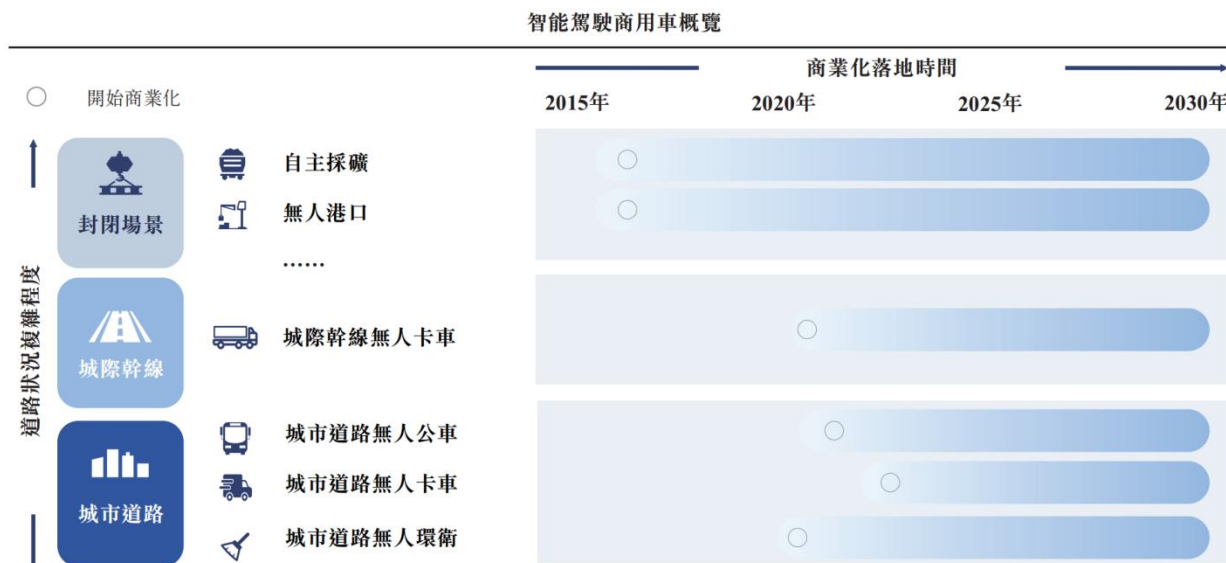 智能駕駛商用車概覽
商業化落地時間
開始商業化
2015年 2020年 2025年 2030年
道路狀況複雜程度
封閉場景
自主採礦
無人港口
......
城際幹線
城際幹線無人卡車
城市道路
城市道路無人公車
城市道路無人卡車
城市道路無人環衛